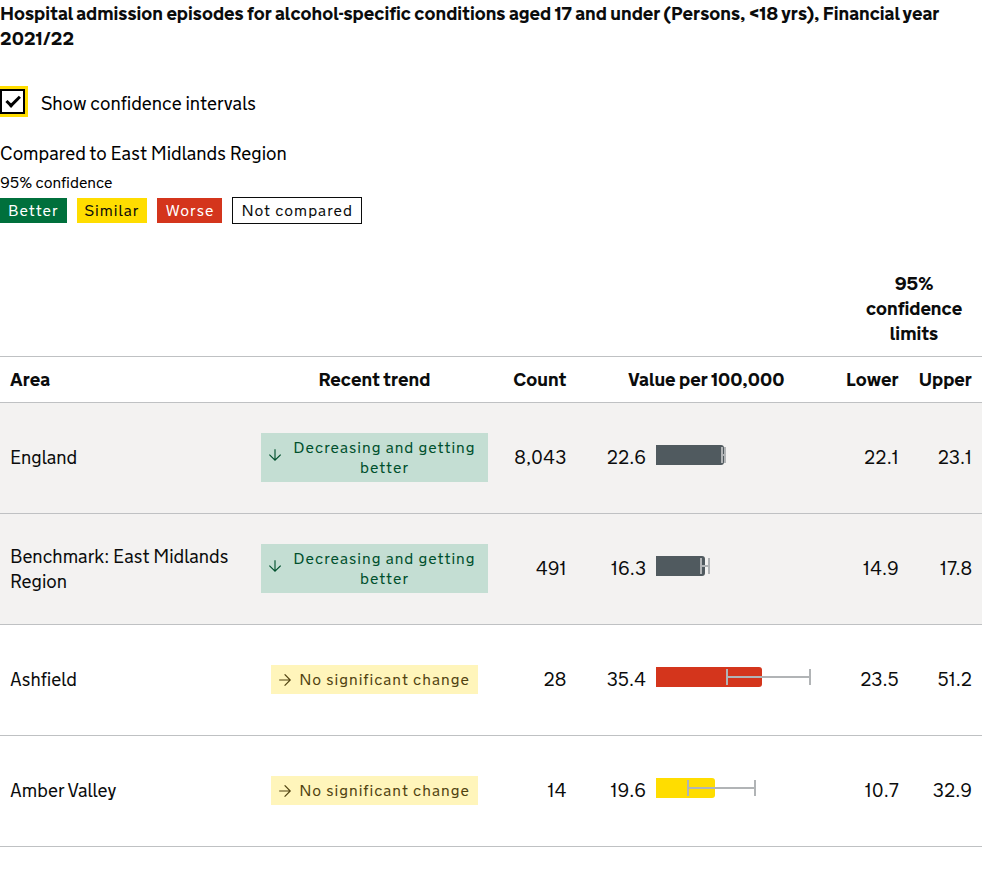 Hospital admission episodes for alcohol-specific conditions aged 17 and under (Persons, <18 yrs), Financial year
2021/22
Show confidence intervals
Compared to East Midlands Region
95% confidence
Better Similar Worse Not compared
95%
confidence
limits
Area Recent trend Count Value per 100,000 Lower Upper
England ↓ Decreasing and getting better 8,043 22.6 22.1 23.1
Benchmark: East Midlands Region ↓ Decreasing and getting better 491 16.3 14.9 17.8
Ashfield → No significant change 28 35.4 23.5 51.2
Amber Valley → No significant change 14 19.6 10.7 32.9